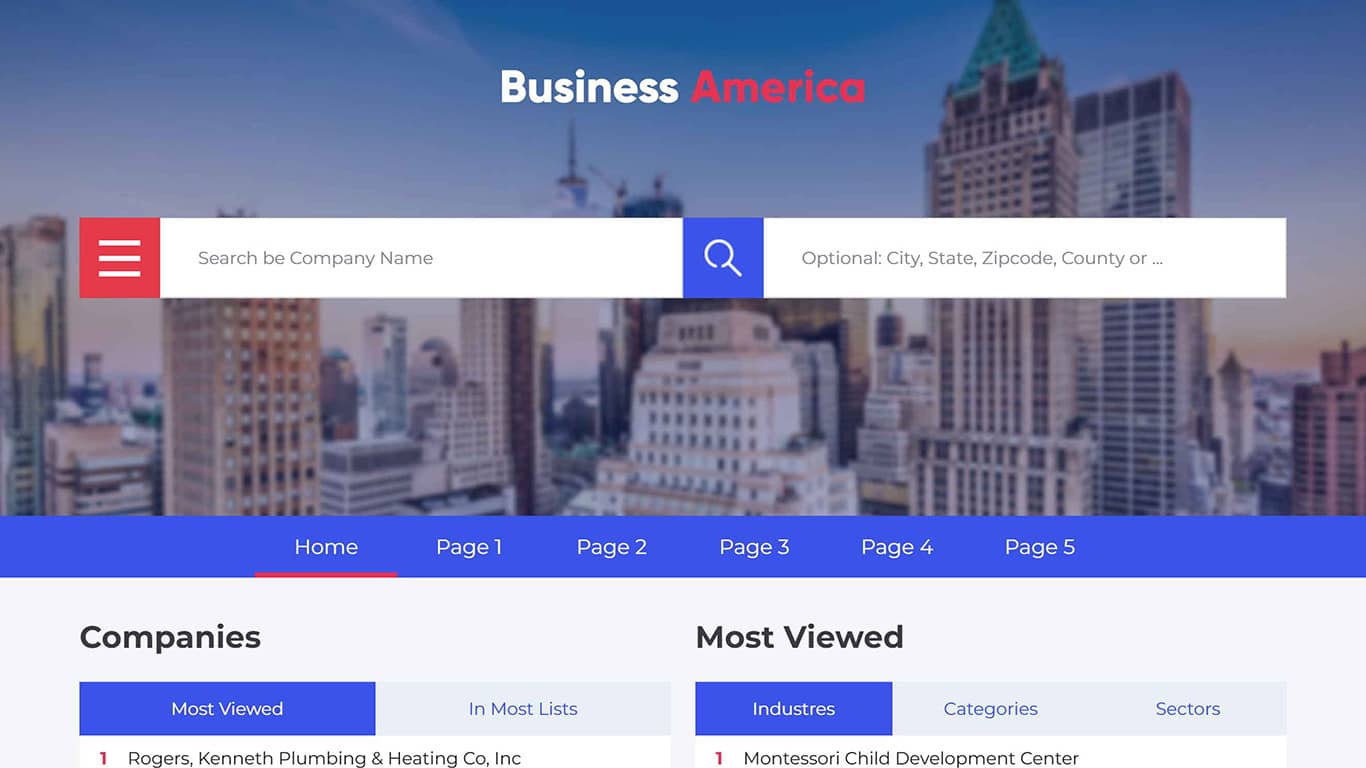 Business America
Search be Company Name
Optional: City, State, Zipcode, County or ...
Home Page 1 Page 2 Page 3 Page 4 Page 5
Companies
Most Viewed In Most Lists
1 Rogers, Kenneth Plumbing & Heating Co, Inc
Most Viewed
Industres Categories Sectors
1 Montessori Child Development Center